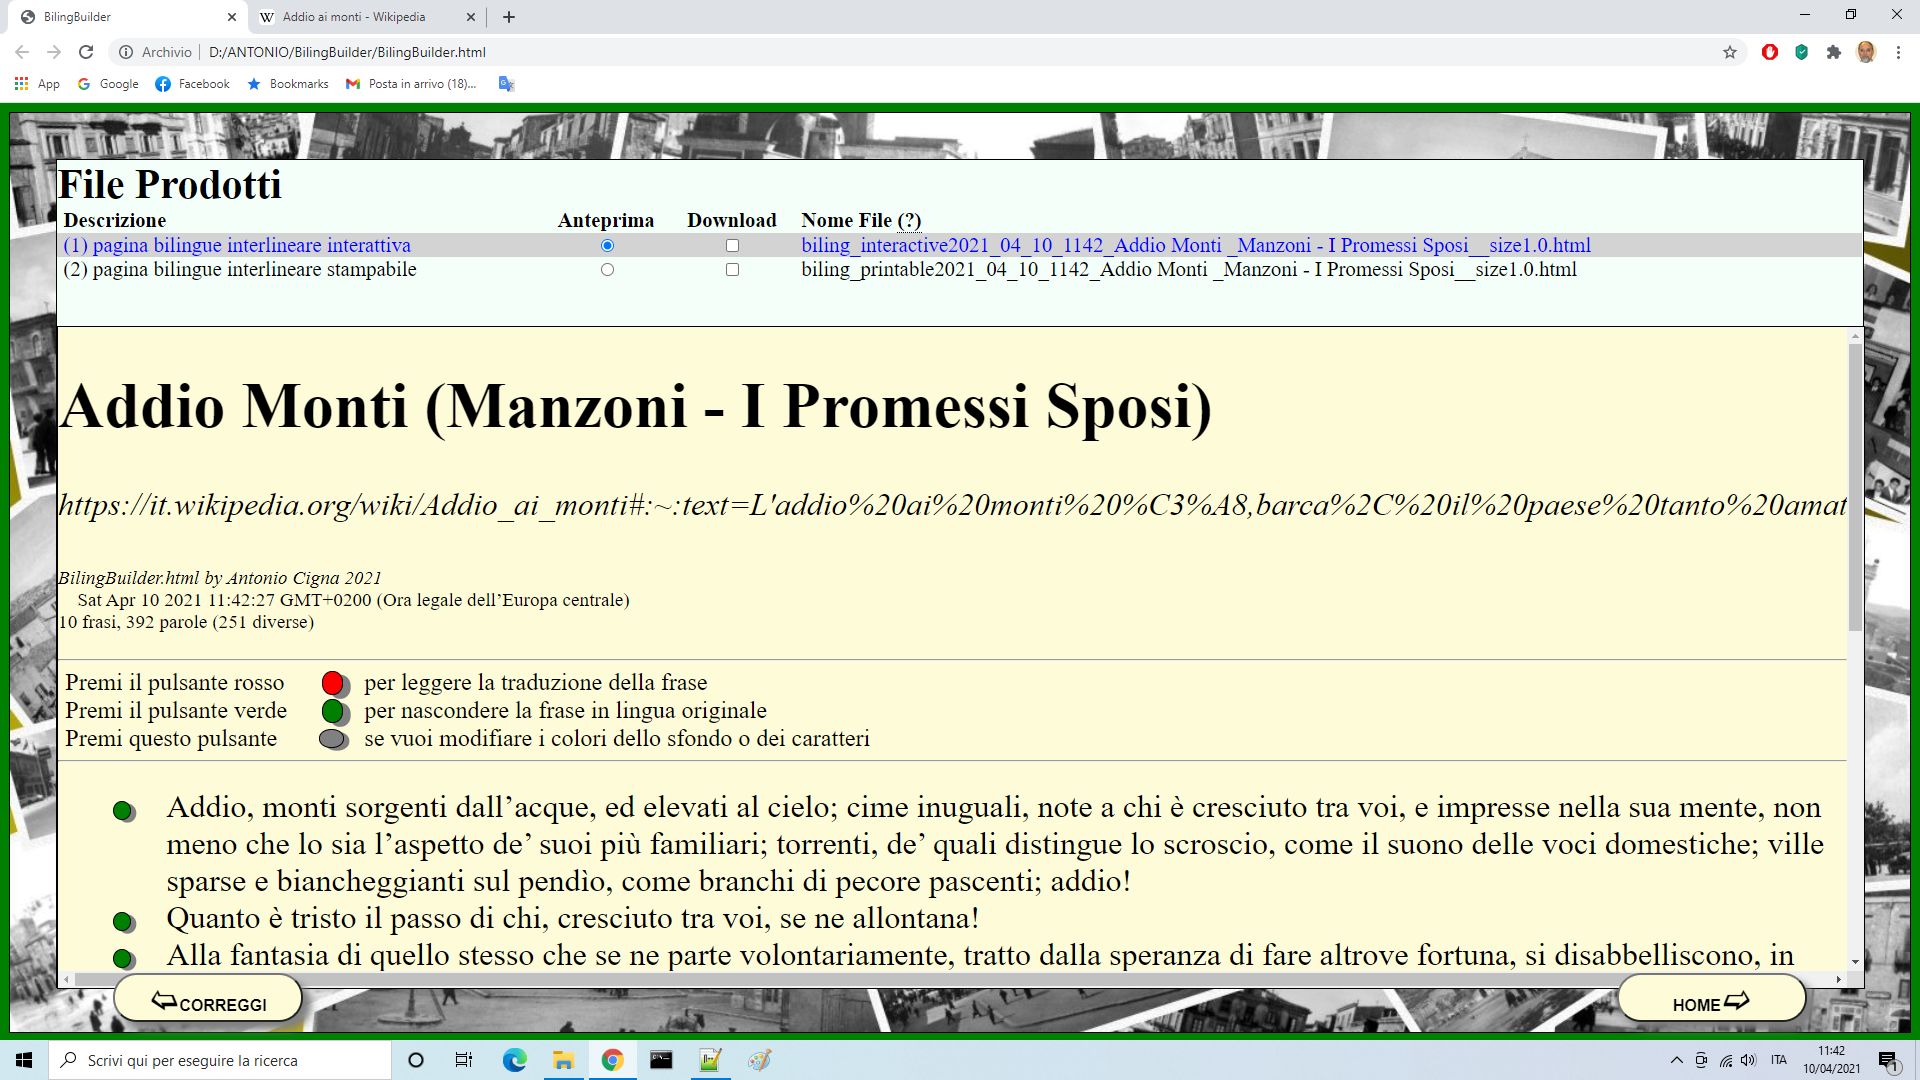 BilingBuilder
Addio ai monti - Wikipedia
Archivio D:/ANTONIO/BilingBuilder/BilingBuilder.html
App Google Facebook Bookmarks Posta in arrivo (18)...
File Prodotti
Descrizione Anteprima Download Nome File (?)
(1) pagina bilingue interlineare interattiva biling_interactive2021_04_10_1142_Addio Monti _Manzoni - I Promessi Sposi__size1.0.html
(2) pagina bilingue interlineare stampabile biling_printable2021_04_10_1142_Addio Monti _Manzoni - I Promessi Sposi__size1.0.html
Addio Monti (Manzoni - I Promessi Sposi)
https://it.wikipedia.org/wiki/Addio_ai_monti#:~:text=L'addio%20ai%20monti%20%C3%A8,barca%2C%20il%20paese%20tanto%20amat
BilingBuilder.html by Antonio Cigna 2021
Sat Apr 10 2021 11:42:27 GMT+0200 (Ora legale dell’Europa centrale)
10 frasi, 392 parole (251 diverse)
Premi il pulsante rosso per leggere la traduzione della frase
Premi il pulsante verde per nascondere la frase in lingua originale
Premi questo pulsante se vuoi modifiare i colori dello sfondo o dei caratteri
Addio, monti sorgenti dall’acque, ed elevati al cielo; cime inuguali, note a chi è cresciuto tra voi, e impresse nella sua mente, non
meno che lo sia l’aspetto de’ suoi più familiari; torrenti, de’ quali distingue lo scroscio, come il suono delle voci domestiche; ville
sparse e biancheggianti sul pendìo, come branchi di pecore pascenti; addio!
Quanto è tristo il passo di chi, cresciuto tra voi, se ne allontana!
Alla fantasia di quello stesso che se ne parte volontariamente, tratto dalla speranza di fare altrove fortuna, si disabbelliscono, in
CORREGGI
HOME
Scrivi qui per eseguire la ricerca
ITA
11:42
10/04/2021
1